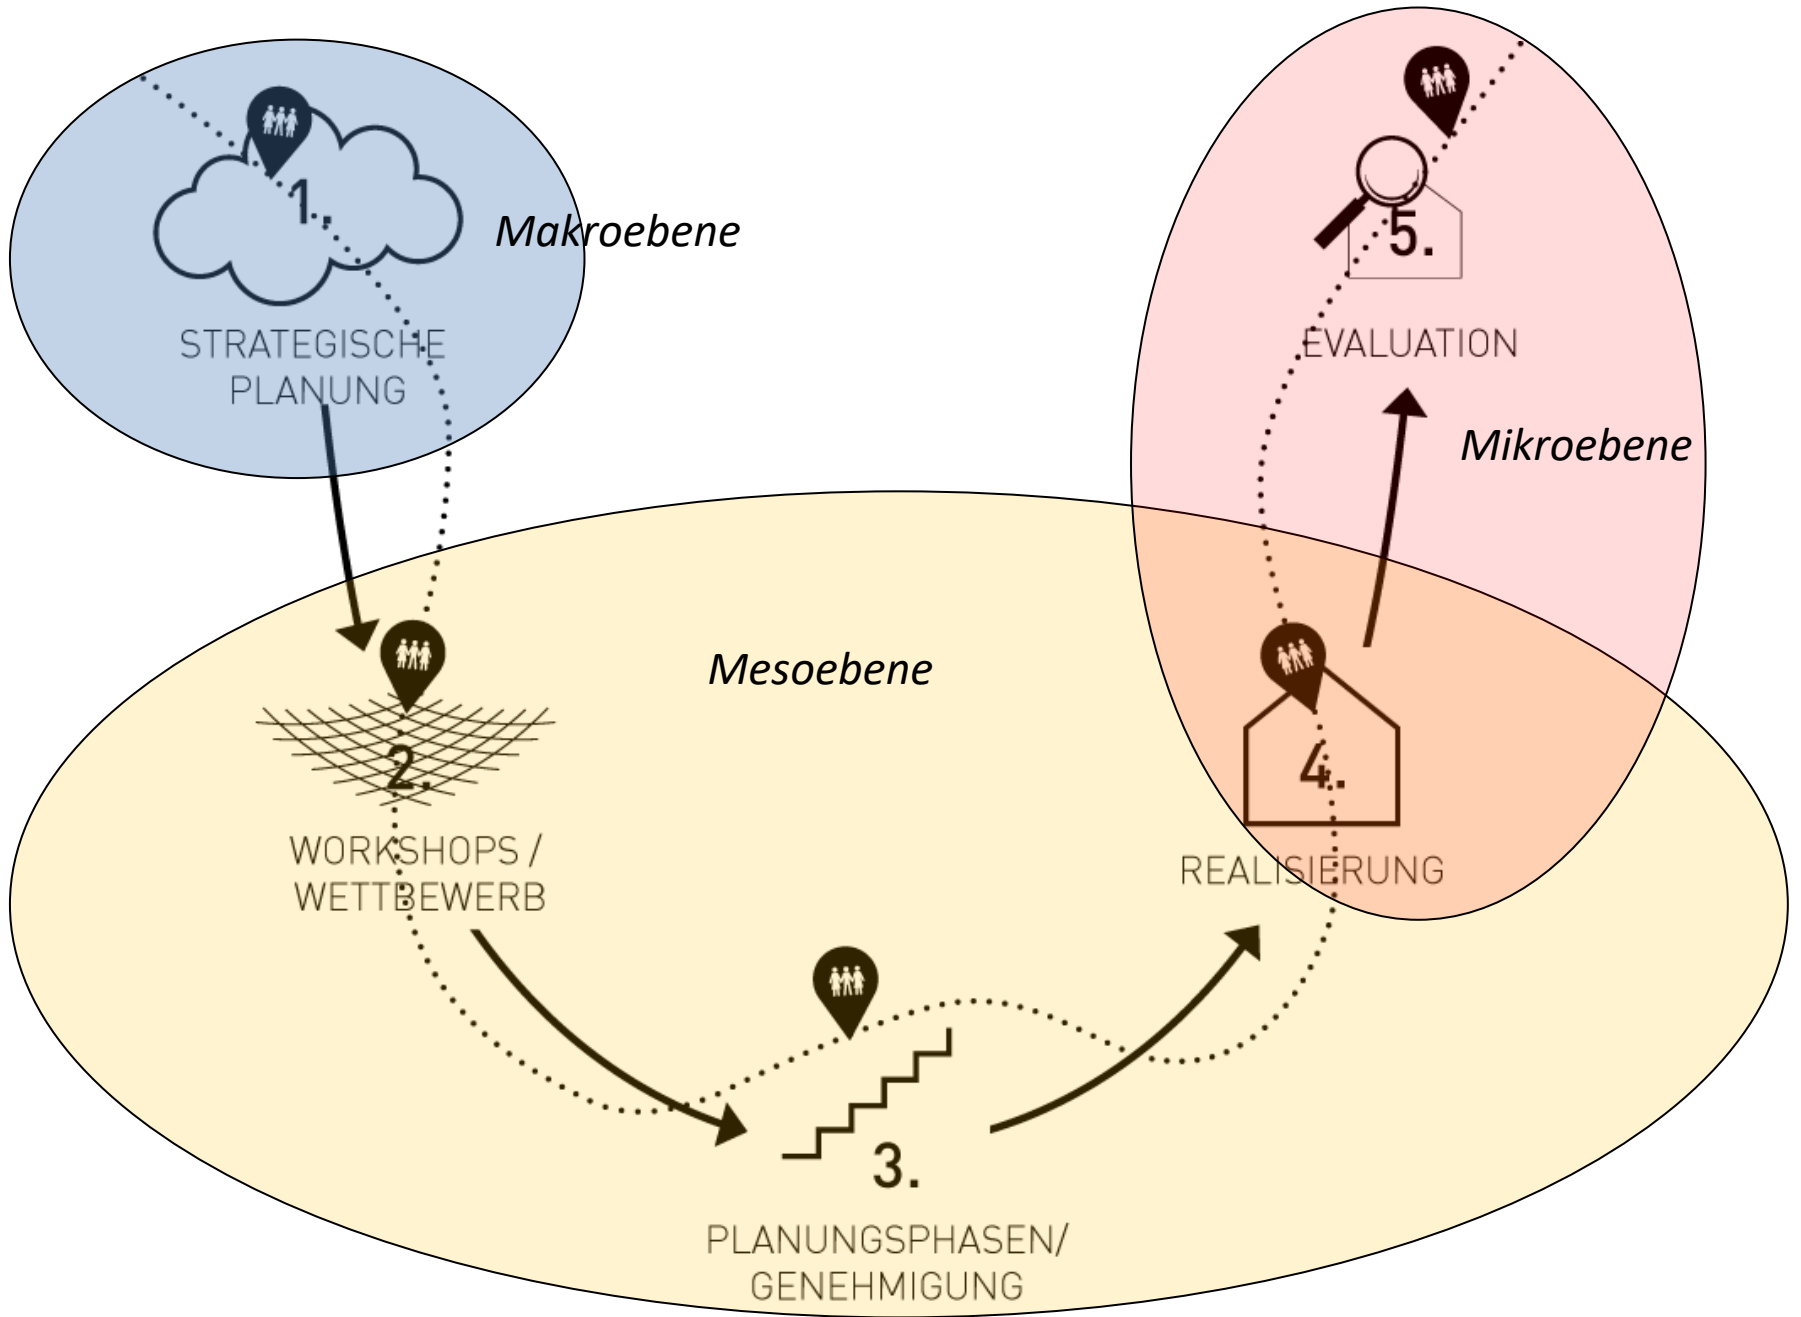 1.
STRATEGISCHE
PLANUNG
Makroebene
2.
WORKSHOPS /
WETTBEWERB
Mesoebene
3.
PLANUNGSPHASEN/
GENEHMIGUNG
4.
REALISIERUNG
5.
EVALUATION
Mikroebene